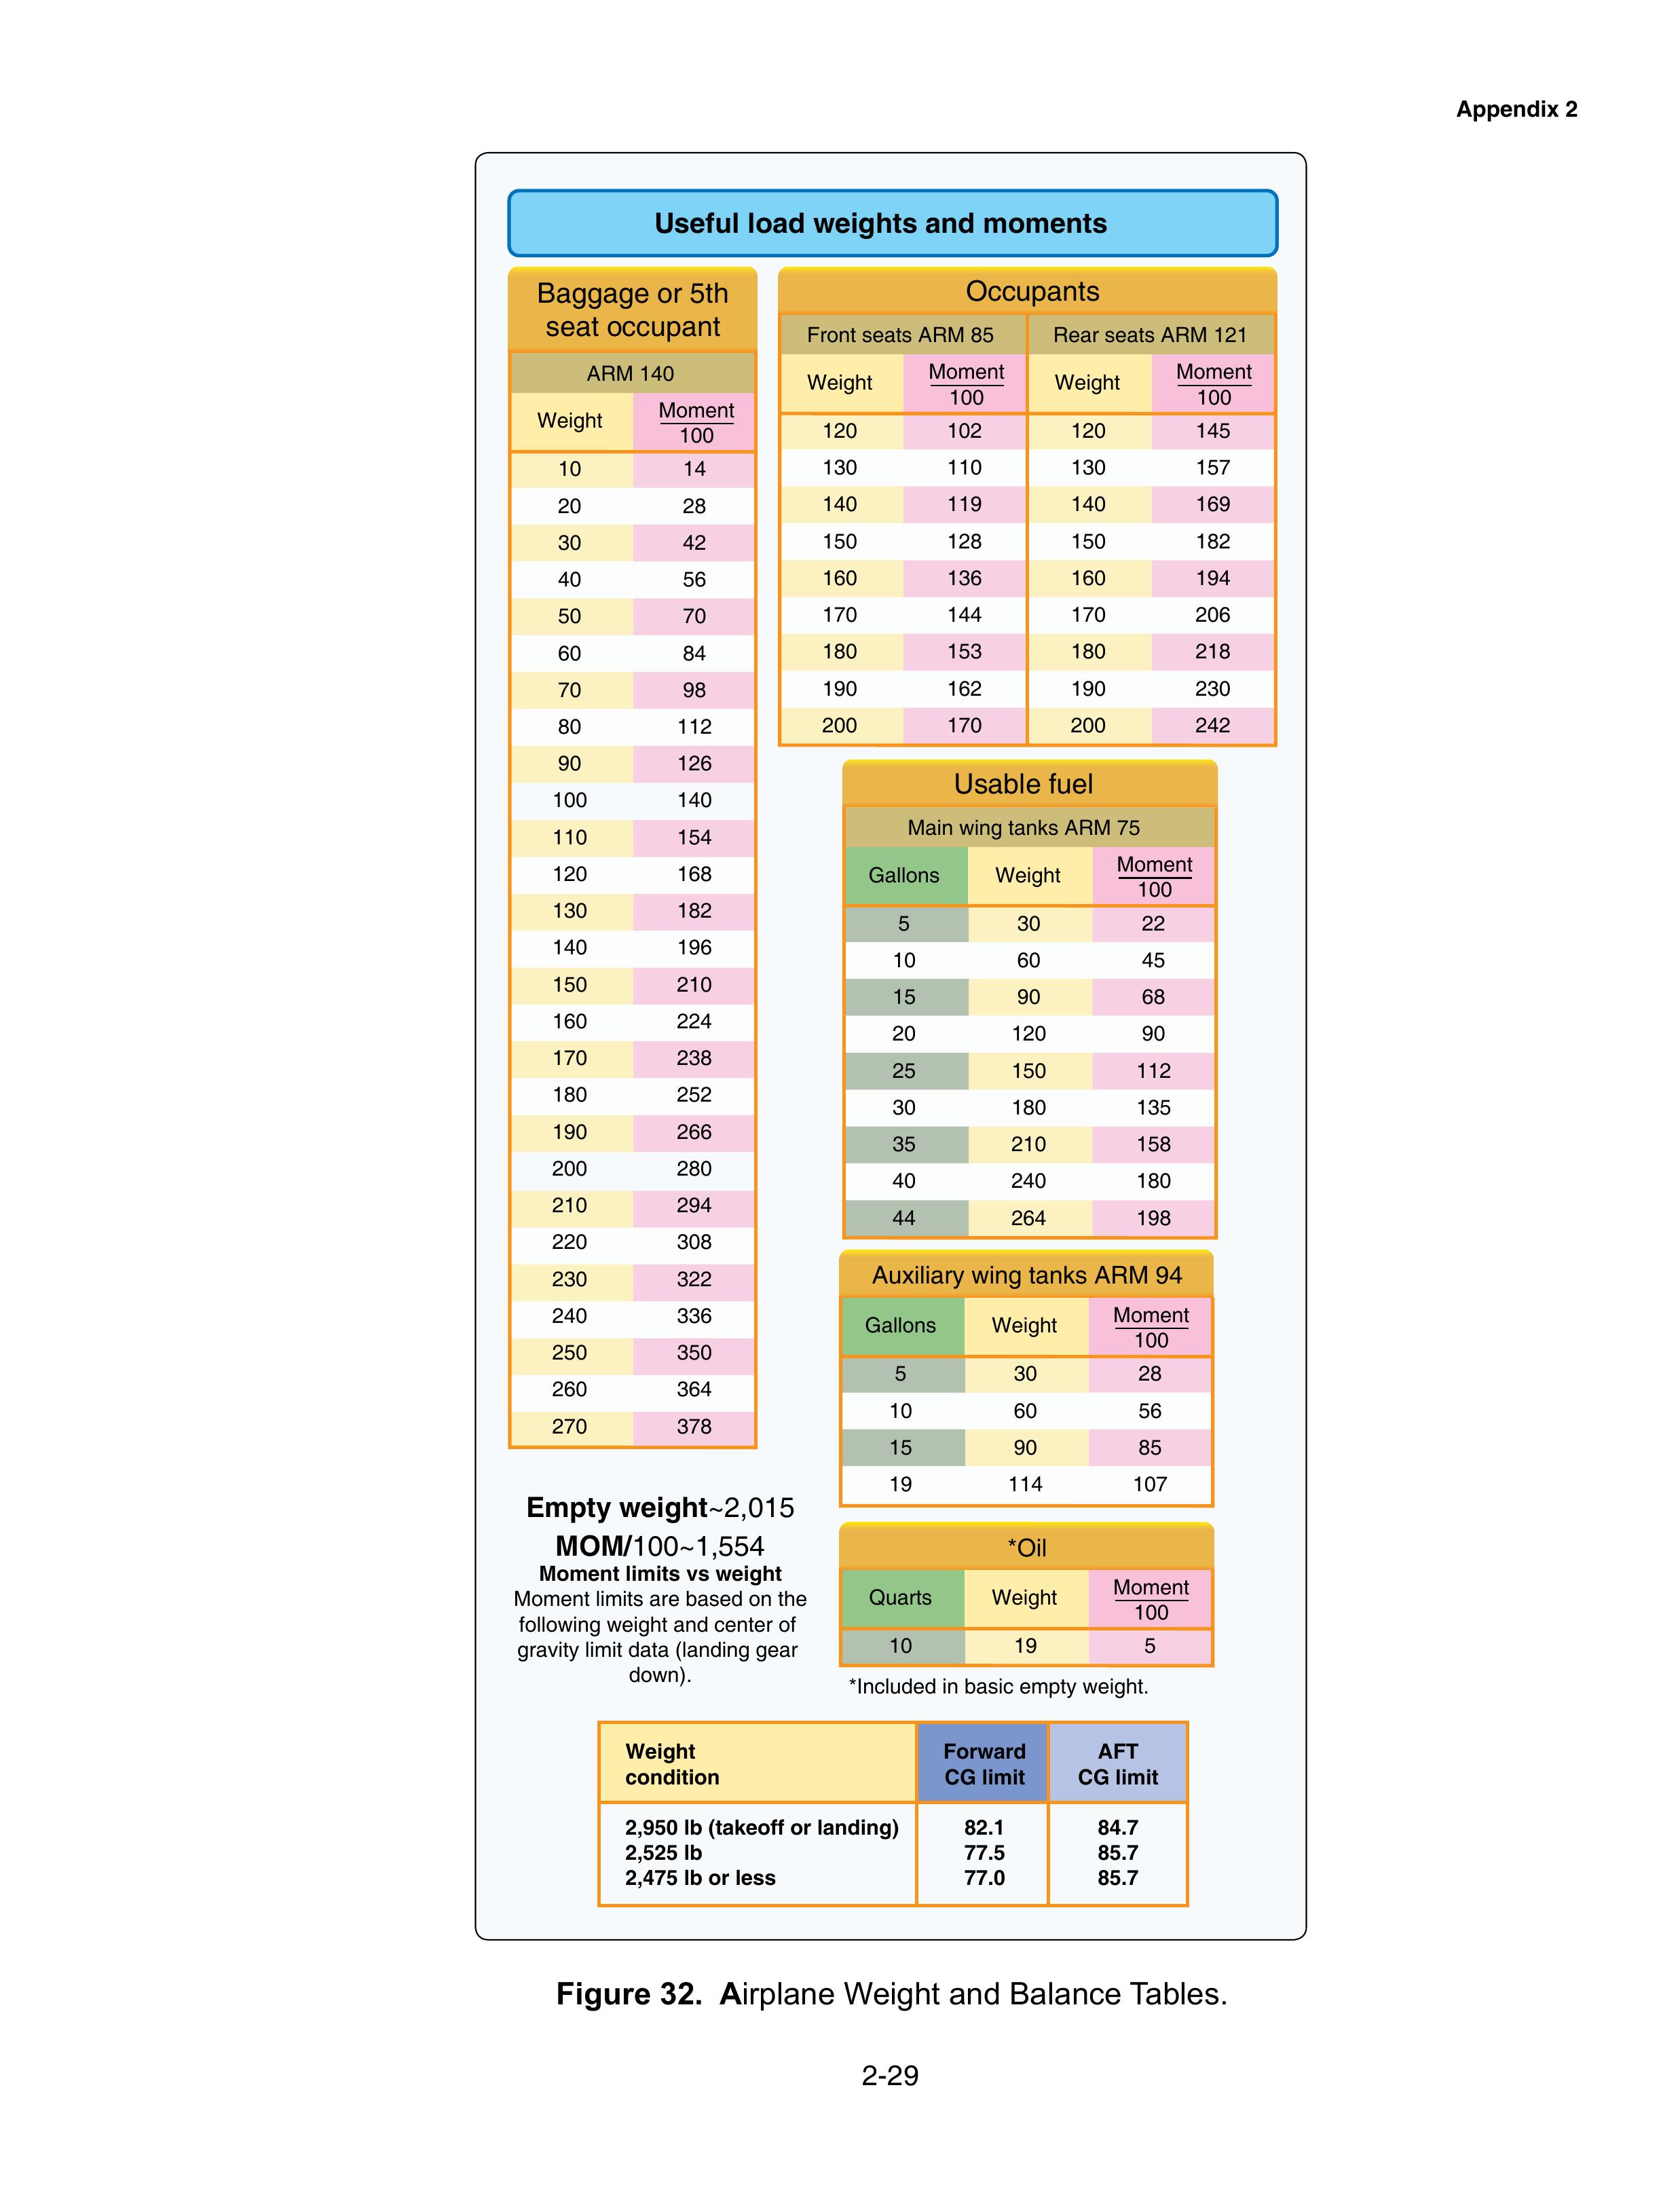 Appendix 2
Useful load weights and moments
Baggage or 5th
seat occupant
ARM 140
Weight Moment
100
10 14
20 28
30 42
40 56
50 70
60 84
70 98
80 112
90 126
100 140
110 154
120 168
130 182
140 196
150 210
160 224
170 238
180 252
190 266
200 280
210 294
220 308
230 322
240 336
250 350
260 364
270 378
Occupants
Front seats ARM 85 Rear seats ARM 121
Weight Moment Weight Moment
100 100
120 102 120 145
130 110 130 157
140 119 140 169
150 128 150 182
160 136 160 194
170 144 170 206
180 153 180 218
190 162 190 230
200 170 200 242
Usable fuel
Main wing tanks ARM 75
Gallons Weight Moment
100
5 30 22
10 60 45
15 90 68
20 120 90
25 150 112
30 180 135
35 210 158
40 240 180
44 264 198
Auxiliary wing tanks ARM 94
Gallons Weight Moment
100
5 30 28
10 60 56
15 90 85
19 114 107
*Oil
Quarts Weight Moment
100
10 19 5
*Included in basic empty weight.
Empty weight~2,015
MOM/100~1,554
Moment limits vs weight
Moment limits are based on the
following weight and center of
gravity limit data (landing gear
down).
Weight Forward AFT
condition CG limit CG limit
2,950 lb (takeoff or landing) 82.1 84.7
2,525 lb 77.5 85.7
2,475 lb or less 77.0 85.7
Figure 32. Airplane Weight and Balance Tables.
2-29